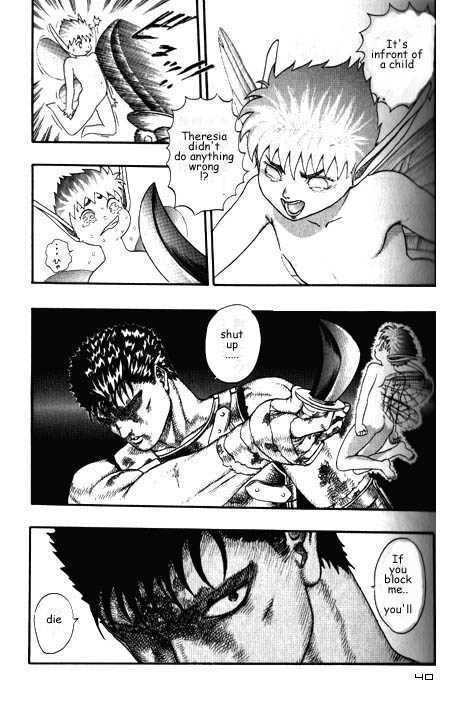 It's
infront of
a child
Theresia
didn't
do anything
wrong
!?
....
shut
up
.....
If
you
block
me..
you'll
die
40